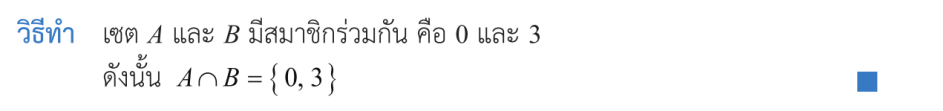 วิธีทำ เซต A และ B มีสมาชิกร่วมกัน คือ 0 และ 3
ดังนั้น A ∩ B = {0, 3}